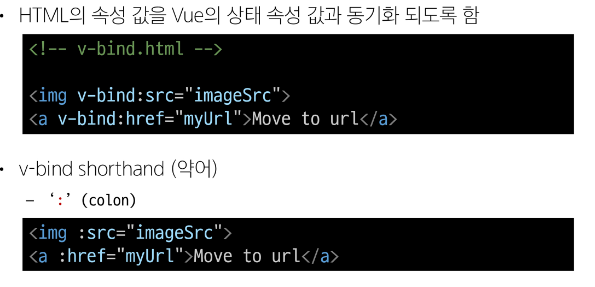 • HTML의 속성 값을 Vue의 상태 속성 값과 동기화 되도록 함
<!-- v-bind.html -->
<img v-bind:src="imageSrc">
<a v-bind:href="myUrl">Move to url</a>
• v-bind shorthand (약어)
– ‘:’ (colon)
<img :src="imageSrc">
<a :href="myUrl">Move to url</a>